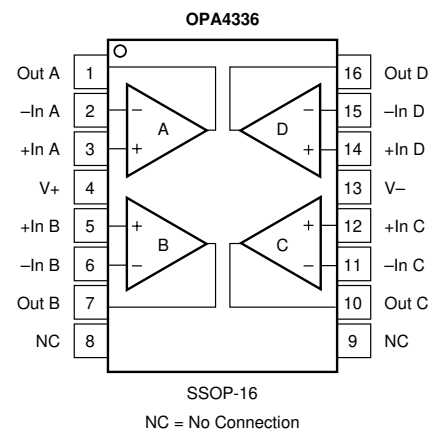 OPA4336
Out A 1 16 Out D
–In A 2 − − 15 –In D
A D
+In A 3 + + 14 +In D
V+ 4 13 V–
+In B 5 + + 12 +In C
B C
–In B 6 − − 11 –In C
Out B 7 10 Out C
NC 8 9 NC
SSOP-16
NC = No Connection